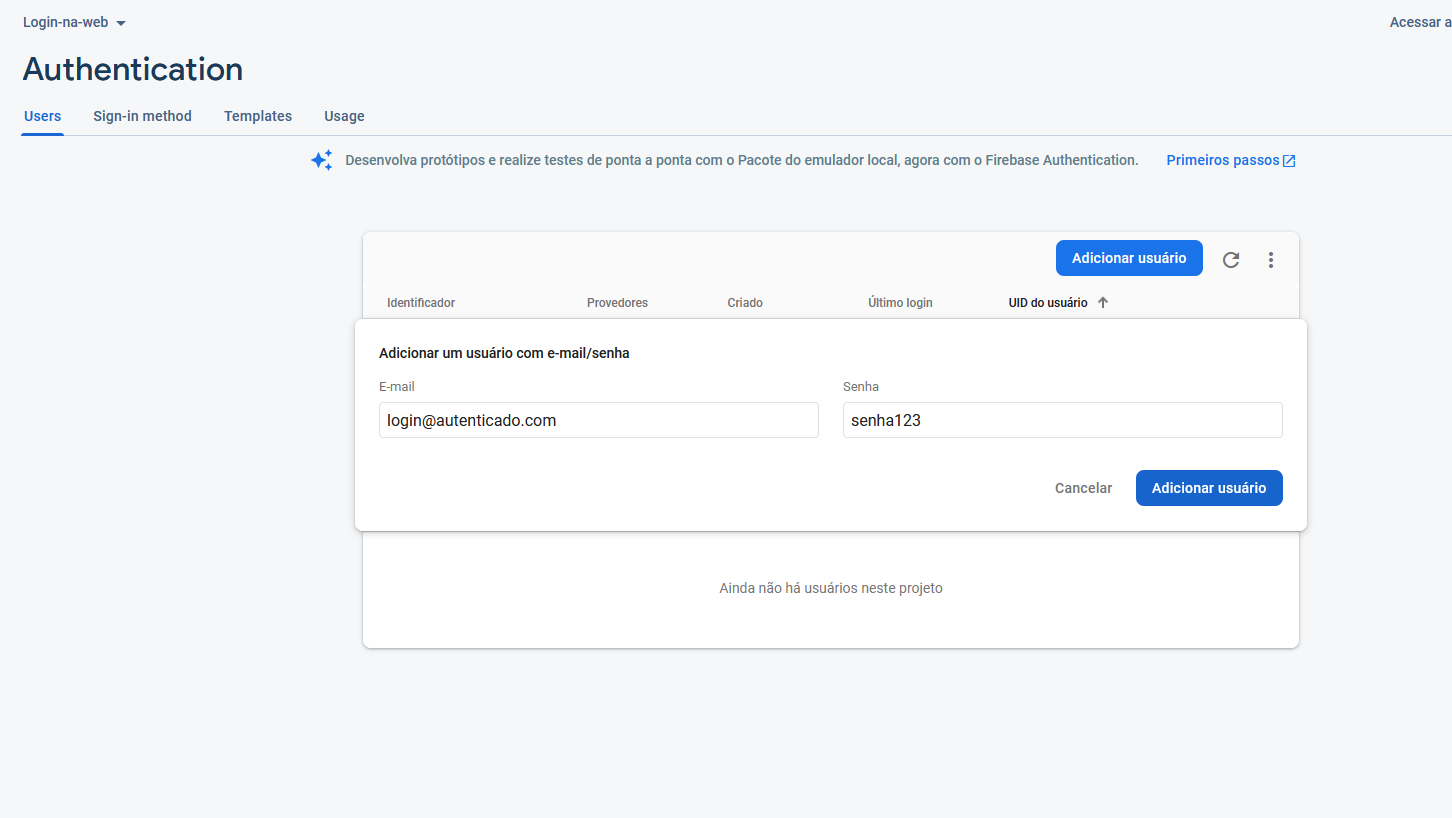 Login-na-web
Acessar a
Authentication
Users Sign-in method Templates Usage
Desenvolva protótipos e realize testes de ponta a ponta com o Pacote do emulador local, agora com o Firebase Authentication. Primeiros passos
Adicionar usuário
Identificador Provedores Criado Último login UID do usuário
Adicionar um usuário com e-mail/senha
E-mail Senha
login@autenticado.com senha123
Cancelar Adicionar usuário
Ainda não há usuários neste projeto